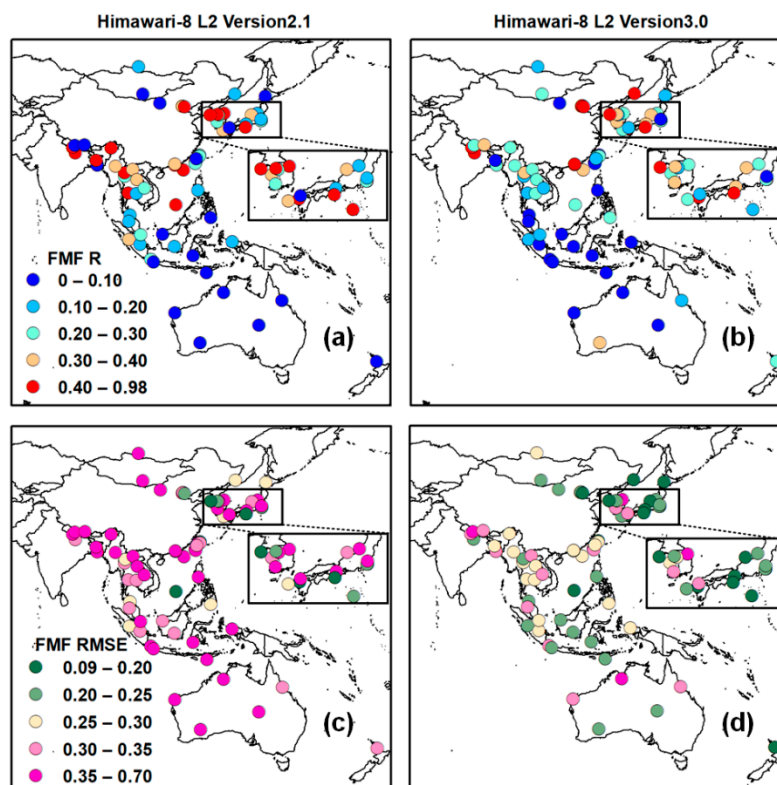 Himawari-8 L2 Version2.1
Himawari-8 L2 Version3.0
FMF R
0 – 0.10
0.10 – 0.20
0.20 – 0.30
0.30 – 0.40
0.40 – 0.98
(a)
(b)
FMF RMSE
0.09 – 0.20
0.20 – 0.25
0.25 – 0.30
0.30 – 0.35
0.35 – 0.70
(c)
(d)